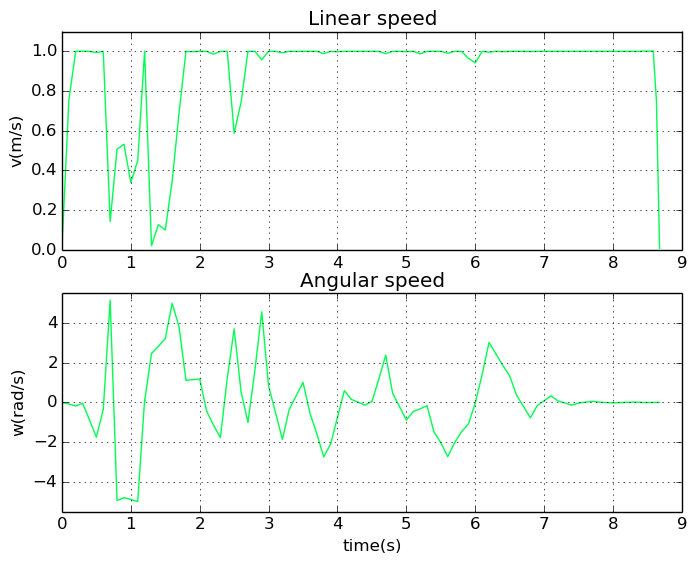 Linear speed
1.0
0.8
0.6
0.4
0.2
0.0
v(m/s)
0 1 2 3 4 5 6 7 8 9
Angular speed
4
2
0
−2
−4
w(rad/s)
0 1 2 3 4 5 6 7 8 9
time(s)